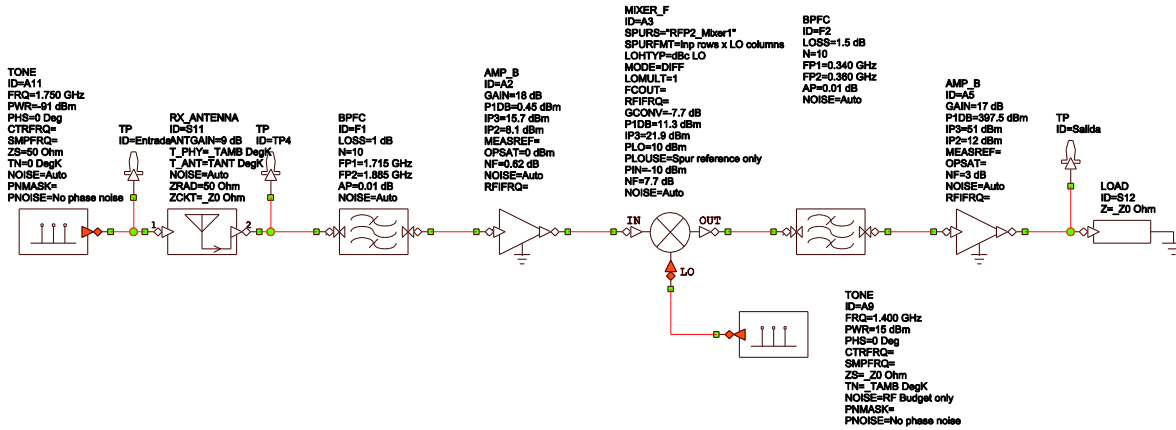 TONE
ID=A11
FRQ=1.750 GHz
PWR=-91 dBm
PHS=0 Deg
CTRFRQ=
SMPFRQ=
ZS=50 Ohm
TN=0 DegK
NOISE=Auto
PNMASK=
PNOISE=No phase noise
TP
ID=Entrada
RX_ANTENNA
ID=S11
ANTGAIN=9 dB
T_PHY=_TAMB DegK
T_ANT=TANT DegK
NOISE=Auto
ZRAD=50 Ohm
ZCKT=_Z0 Ohm
1
2
TP
ID=TP4
BPFC
ID=F1
LOSS=1 dB
N=10
FP1=1.715 GHz
FP2=1.885 GHz
AP=0.01 dB
NOISE=Auto
AMP_B
ID=A2
GAIN=18 dB
P1DB=0.45 dBm
IP3=15.7 dBm
IP2=8.1 dBm
MEASREF=
OPSAT=0 dBm
NF=0.62 dB
NOISE=Auto
RFIFRQ=
MIXER_F
ID=A3
SPURS="RFP2_Mixer1"
SPURFMT=Inp rows x LO columns
LOHTYP=dBc LO
MODE=DIFF
LOMULT=1
FCOUT=
RFIFRQ=
GCONV=-7.7 dB
P1DB=11.3 dBm
IP3=21.9 dBm
PLO=10 dBm
PLOUSE=Spur reference only
PIN=-10 dBm
NF=7.7 dB
NOISE=Auto
IN
OUT
LO
BPFC
ID=F2
LOSS=1.5 dB
N=10
FP1=0.340 GHz
FP2=0.360 GHz
AP=0.01 dB
NOISE=Auto
AMP_B
ID=A5
GAIN=17 dB
P1DB=397.5 dBm
IP3=51 dBm
IP2=12 dBm
MEASREF=
OPSAT=
NF=3 dB
NOISE=Auto
RFIFRQ=
TP
ID=Salida
LOAD
ID=S12
Z=_Z0 Ohm
TONE
ID=A9
FRQ=1.400 GHz
PWR=15 dBm
PHS=0 Deg
CTRFRQ=
SMPFRQ=
ZS=_Z0 Ohm
TN=_TAMB DegK
NOISE=RF Budget only
PNMASK=
PNOISE=No phase noise